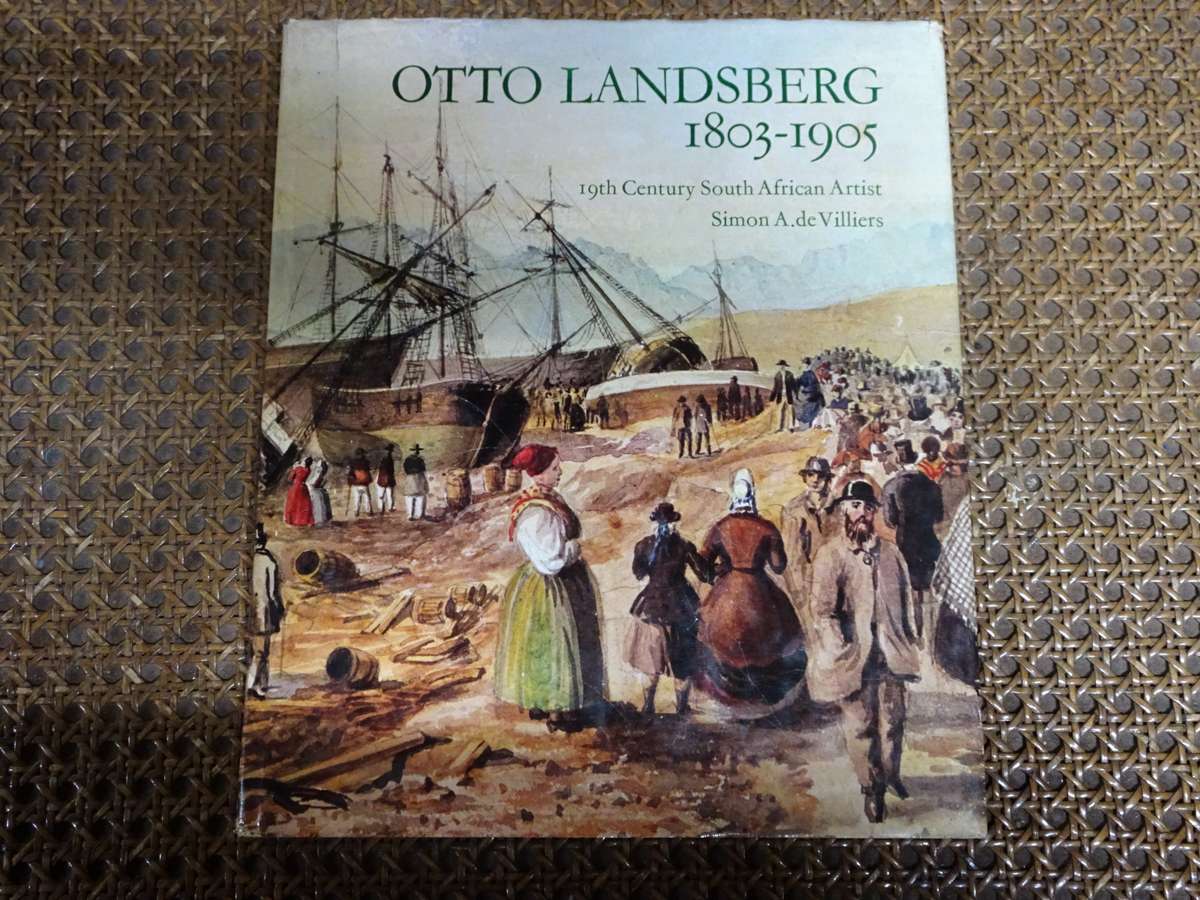 OTTO LANDSBERG
1803-1905
19th Century South African Artist
Simon A. de Villiers